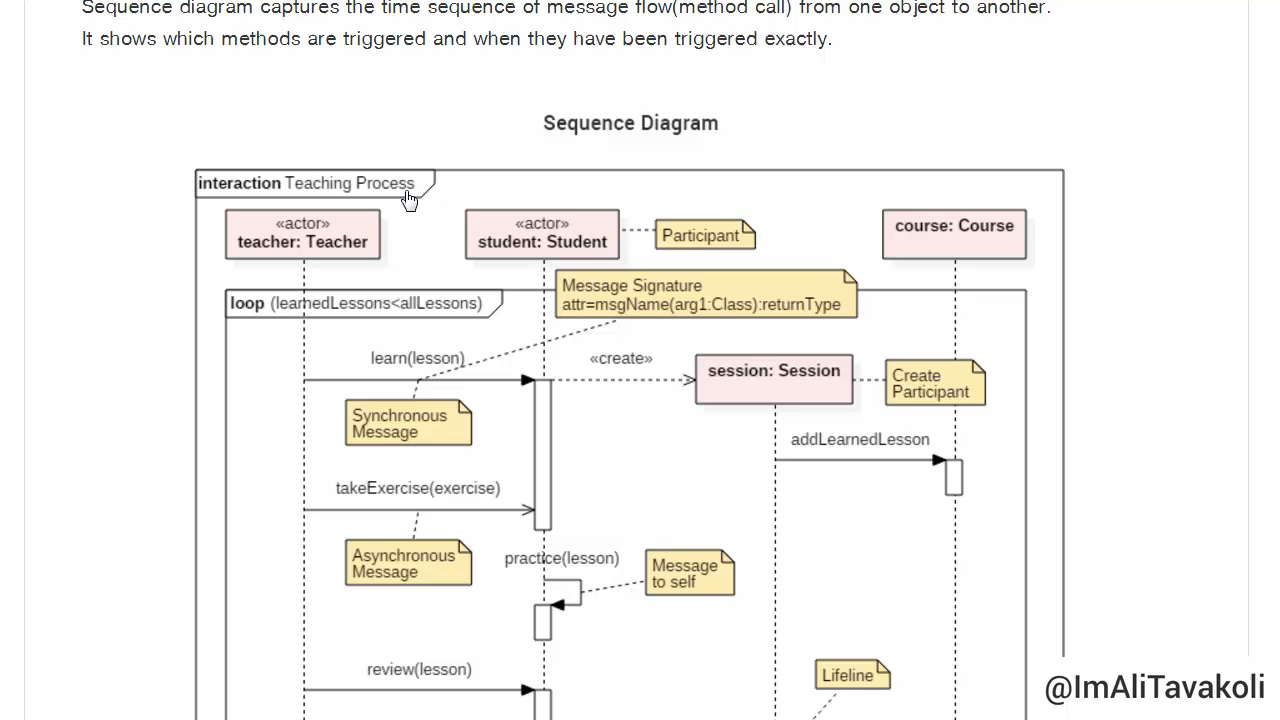 Sequence diagram captures the time sequence of message flow(method call) from one object to another.
It shows which methods are triggered and when they have been triggered exactly.
Sequence Diagram
interaction Teaching Process
«actor»
teacher: Teacher
«actor»
student: Student
Participant
course: Course
Message Signature
attr=msgName(arg1:Class):returnType
loop (learnedLessons<allLessons)
learn(lesson)
«create»
session: Session
Create
Participant
Synchronous
Message
addLearnedLesson
takeExercise(exercise)
Asynchronous
Message
practice(lesson)
Message
to self
review(lesson)
Lifeline
@ImAliTavakoli